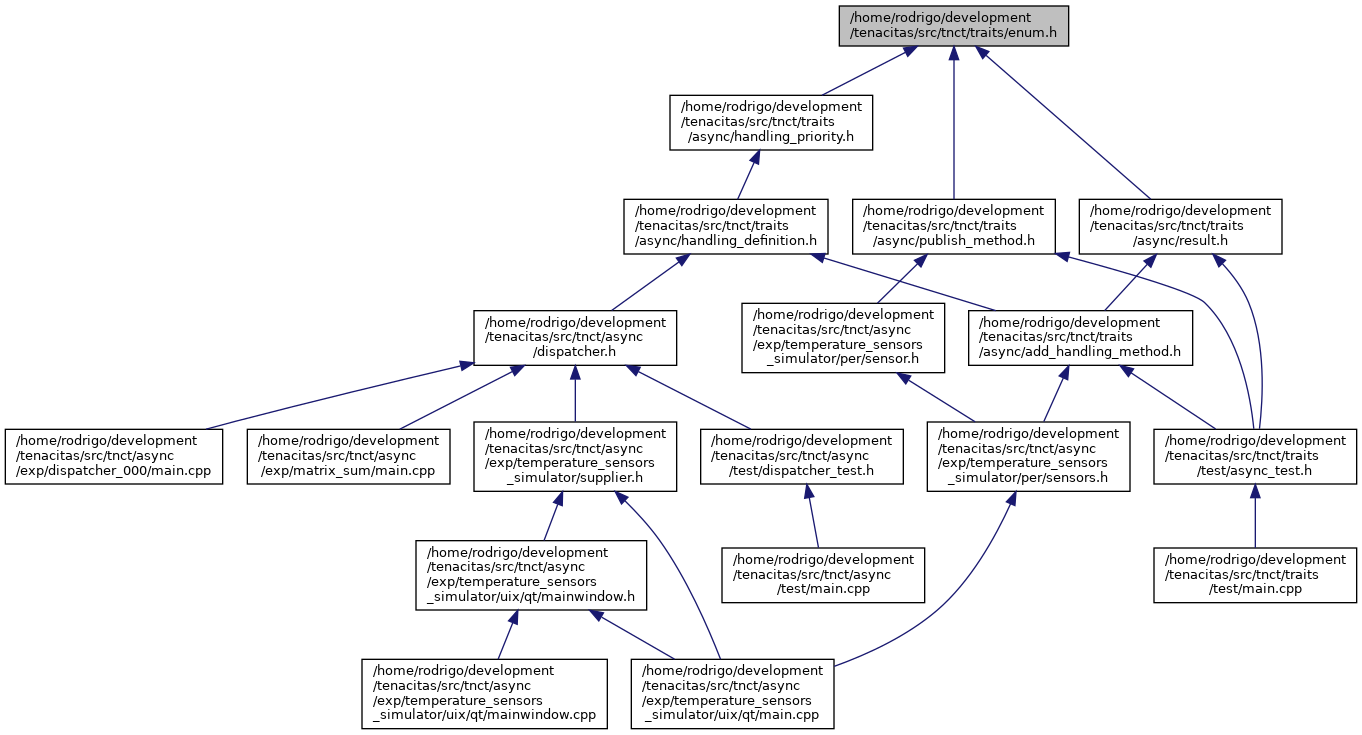 /home/rodrigo/development
/tenacitas/src/tnct/traits/enum.h
/home/rodrigo/development
/tenacitas/src/tnct/traits
/async/handling_priority.h
/home/rodrigo/development
/tenacitas/src/tnct/traits
/async/handling_definition.h
/home/rodrigo/development
/tenacitas/src/tnct/traits
/async/publish_method.h
/home/rodrigo/development
/tenacitas/src/tnct/traits
/async/result.h
/home/rodrigo/development
/tenacitas/src/tnct/async
/dispatcher.h
/home/rodrigo/development
/tenacitas/src/tnct/async
/exp/temperature_sensors
_simulator/per/sensor.h
/home/rodrigo/development
/tenacitas/src/tnct/traits
/async/add_handling_method.h
/home/rodrigo/development
/tenacitas/src/tnct/async
/exp/dispatcher_000/main.cpp
/home/rodrigo/development
/tenacitas/src/tnct/async
/exp/matrix_sum/main.cpp
/home/rodrigo/development
/tenacitas/src/tnct/async
/exp/temperature_sensors
_simulator/supplier.h
/home/rodrigo/development
/tenacitas/src/tnct/async
/test/dispatcher_test.h
/home/rodrigo/development
/tenacitas/src/tnct/async
/exp/temperature_sensors
_simulator/per/sensors.h
/home/rodrigo/development
/tenacitas/src/tnct/traits
/test/async_test.h
/home/rodrigo/development
/tenacitas/src/tnct/async
/exp/temperature_sensors
_simulator/uix/qt/mainwindow.h
/home/rodrigo/development
/tenacitas/src/tnct/async
/test/main.cpp
/home/rodrigo/development
/tenacitas/src/tnct/traits
/test/main.cpp
/home/rodrigo/development
/tenacitas/src/tnct/async
/exp/temperature_sensors
_simulator/uix/qt/mainwindow.cpp
/home/rodrigo/development
/tenacitas/src/tnct/async
/exp/temperature_sensors
_simulator/uix/qt/main.cpp